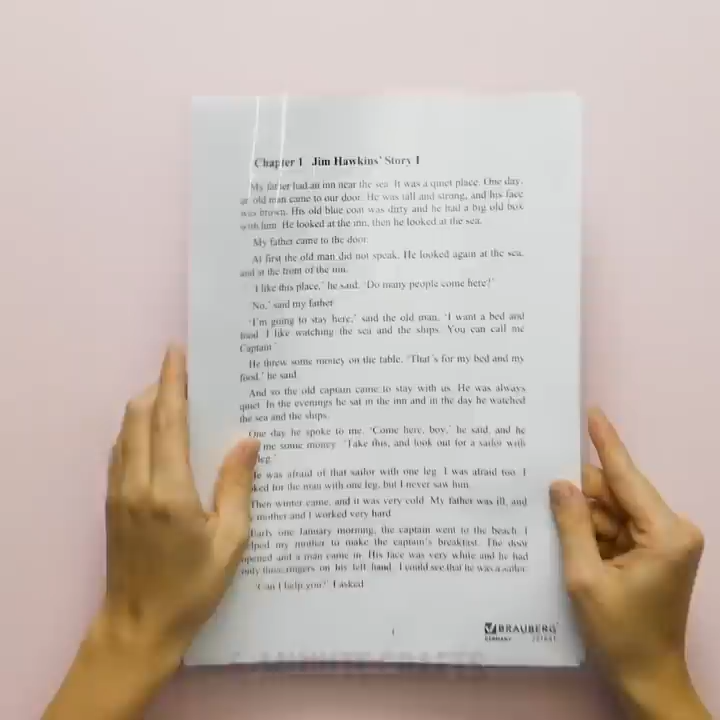 Chapter 1 Jim Hawkins' Story 1
My father had an inn near the sea. It was a quiet place. One day,
an old man came to our door. He was tall and strong, and his face
was brown. His old blue coat was dirty and he had a big old box
with him. He looked at the inn, then he looked at the sea.
My father came to the door.
At first the old man did not speak. He looked again at the sea,
and at the front of the inn.
'I like this place,' he said. 'Do many people come here?'
'No,' said my father
'I'm going to stay here,' said the old man. 'I want a bed and
food. I like watching the sea and the ships. You can call me
Captain.'
He threw some money on the table. 'That's for my bed and my
food,' he said.
And so the old captain came to stay with us. He was always
quiet. In the evenings he sat in the inn and in the day he watched
the sea and the ships.
One day he spoke to me. 'Come here, boy,' he said, and he
me some money. 'Take this, and look out for a sailor with
leg.'
He was afraid of that sailor with one leg. I was afraid too. I
ked for the man with one leg, but I never saw him.
Then winter came, and it was very cold. My father was ill, and
mother and I worked very hard.
Early one January morning, the captain went to the beach. I
lped my mother to make the captain's breakfast. The door
opened and a man came in. His face was very white and he had
only three fingers on his left hand. I could see that he was a sailor.
'Can I help you?' I asked
1
BRAUBERG
GERMANY